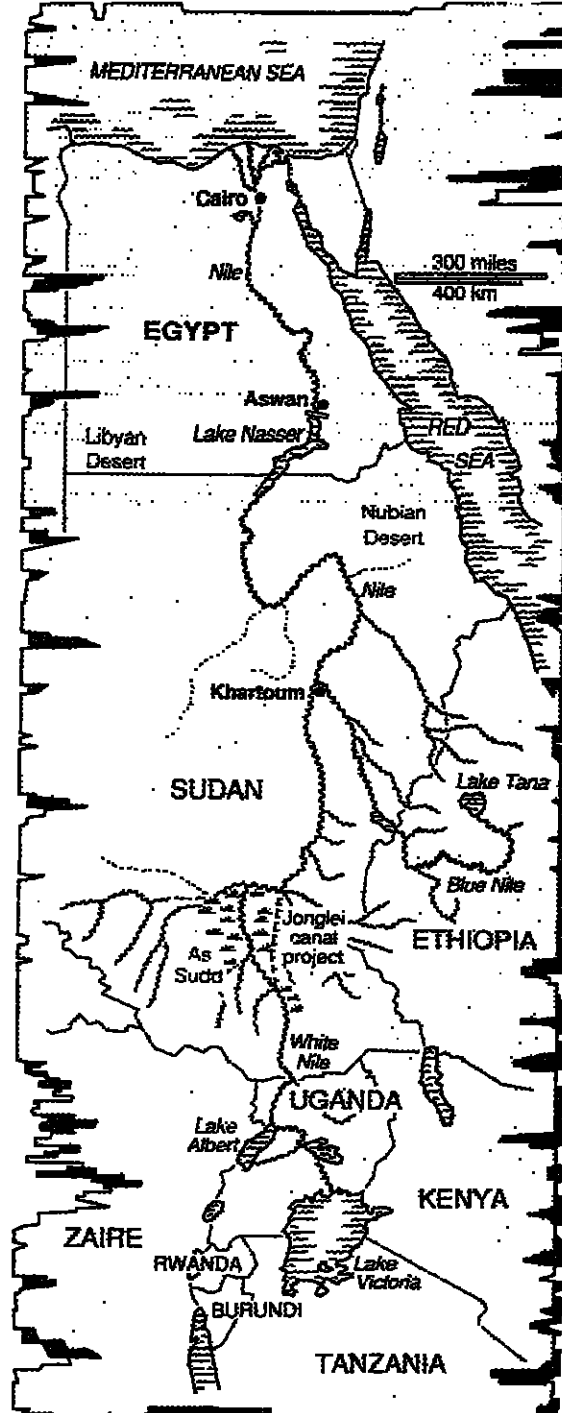 MEDITERRANEAN SEA
Cairo
Nile
300 miles
400 km
EGYPT
Aswan
Lake Nasser
RED
SEA
Libyan
Desert
Nubian
Desert
Nile
Khartoum
Lake Tana
SUDAN
Blue Nile
Jonglei
canal
project
ETHIOPIA
As
Sudd
White
Nile
UGANDA
Lake
Albert
KENYA
ZAIRE
RWANDA
Lake
Victoria
BURUNDI
TANZANIA